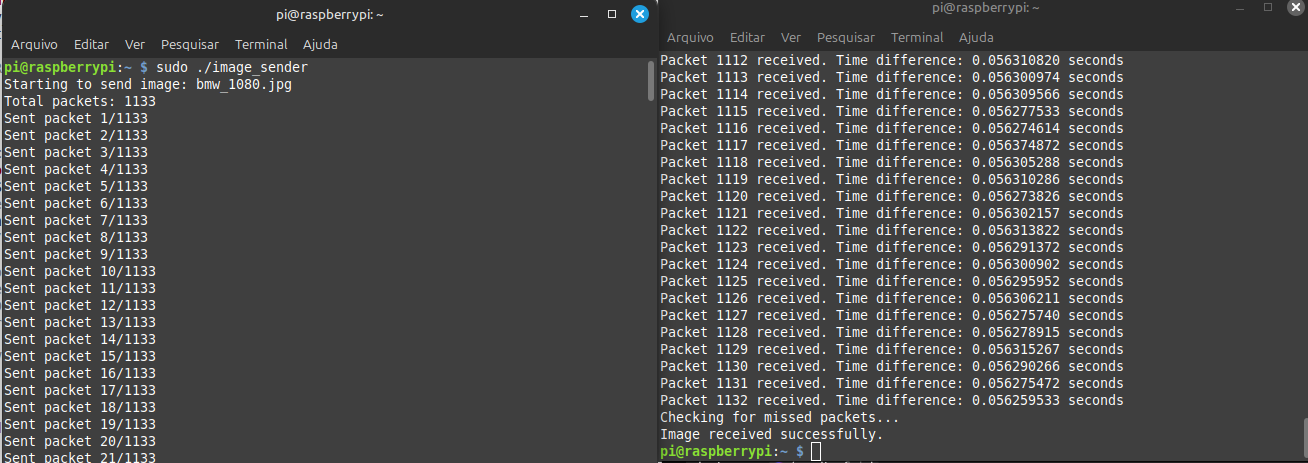 pi@raspberrypi: ~
Arquivo Editar Ver Pesquisar Terminal Ajuda
pi@raspberrypi:~ $ sudo ./image_sender
Starting to send image: bmw_1080.jpg
Total packets: 1133
Sent packet 1/1133
Sent packet 2/1133
Sent packet 3/1133
Sent packet 4/1133
Sent packet 5/1133
Sent packet 6/1133
Sent packet 7/1133
Sent packet 8/1133
Sent packet 9/1133
Sent packet 10/1133
Sent packet 11/1133
Sent packet 12/1133
Sent packet 13/1133
Sent packet 14/1133
Sent packet 15/1133
Sent packet 16/1133
Sent packet 17/1133
Sent packet 18/1133
Sent packet 19/1133
Sent packet 20/1133
Sent packet 21/1133
pi@raspberrypi: ~
Arquivo Editar Ver Pesquisar Terminal Ajuda
Packet 1112 received. Time difference: 0.056310820 seconds
Packet 1113 received. Time difference: 0.056300974 seconds
Packet 1114 received. Time difference: 0.056309566 seconds
Packet 1115 received. Time difference: 0.056277533 seconds
Packet 1116 received. Time difference: 0.056274614 seconds
Packet 1117 received. Time difference: 0.056374872 seconds
Packet 1118 received. Time difference: 0.056305288 seconds
Packet 1119 received. Time difference: 0.056310286 seconds
Packet 1120 received. Time difference: 0.056273826 seconds
Packet 1121 received. Time difference: 0.056302157 seconds
Packet 1122 received. Time difference: 0.056313822 seconds
Packet 1123 received. Time difference: 0.056291372 seconds
Packet 1124 received. Time difference: 0.056300902 seconds
Packet 1125 received. Time difference: 0.056295952 seconds
Packet 1126 received. Time difference: 0.056306211 seconds
Packet 1127 received. Time difference: 0.056275740 seconds
Packet 1128 received. Time difference: 0.056278915 seconds
Packet 1129 received. Time difference: 0.056315267 seconds
Packet 1130 received. Time difference: 0.056290266 seconds
Packet 1131 received. Time difference: 0.056275472 seconds
Packet 1132 received. Time difference: 0.056259533 seconds
Checking for missed packets...
Image received successfully.
pi@raspberrypi:~ $